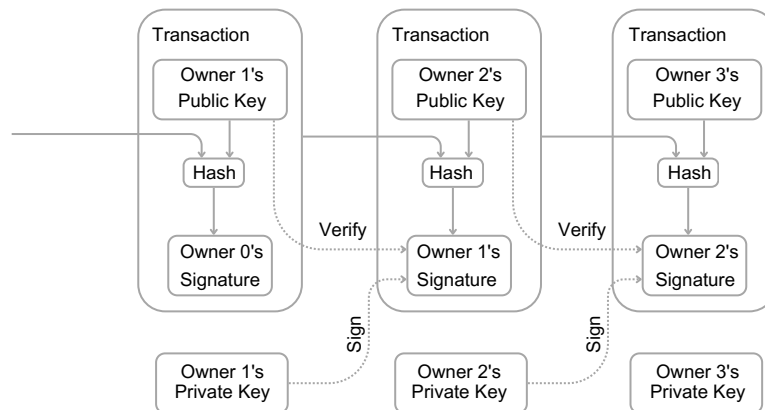 Transaction
Owner 1's
Public Key
Hash
Owner 0's
Signature
Transaction
Owner 2's
Public Key
Hash
Verify
Owner 1's
Signature
Transaction
Owner 3's
Public Key
Hash
Verify
Owner 2's
Signature
Sign
Sign
Owner 1's
Private Key
Owner 2's
Private Key
Owner 3's
Private Key